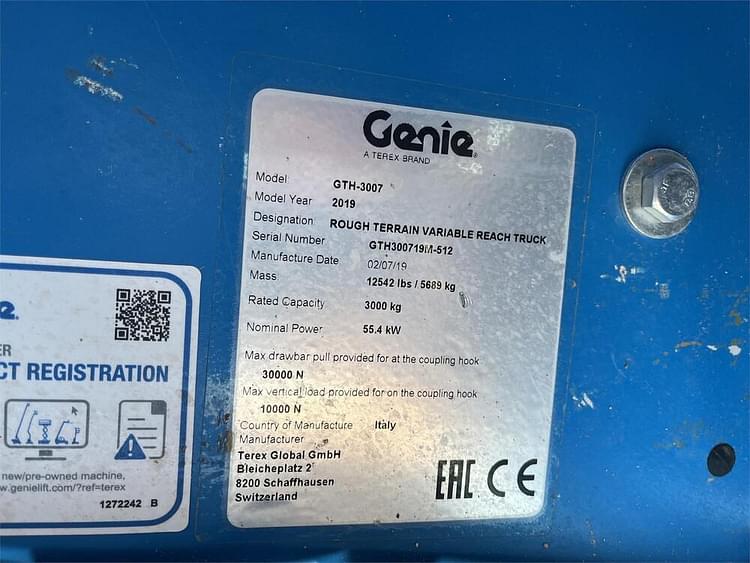 Genie
A TEREX BRAND
Model GTH-3007
Model Year 2019
Designation ROUGH TERRAIN VARIABLE REACH TRUCK
Serial Number GTH300719M-512
Manufacture Date 02/07/19
Mass: 12542 lbs / 5689 kg
Rated Capacity 3000 kg
Nominal Power 55.4 kW
Max drawbar pull provided for at the coupling hook
30000 N
Max vertical load provided for on the coupling hook
10000 N
Country of Manufacture Italy
Manufacturer
Terex Global GmbH
Bleicheplatz 2
8200 Schaffhausen
Switzerland
EAC CE
e.
ER
CT REGISTRATION
new/pre-owned machine,
w.genielift.com/?ref=terex
1272242 B